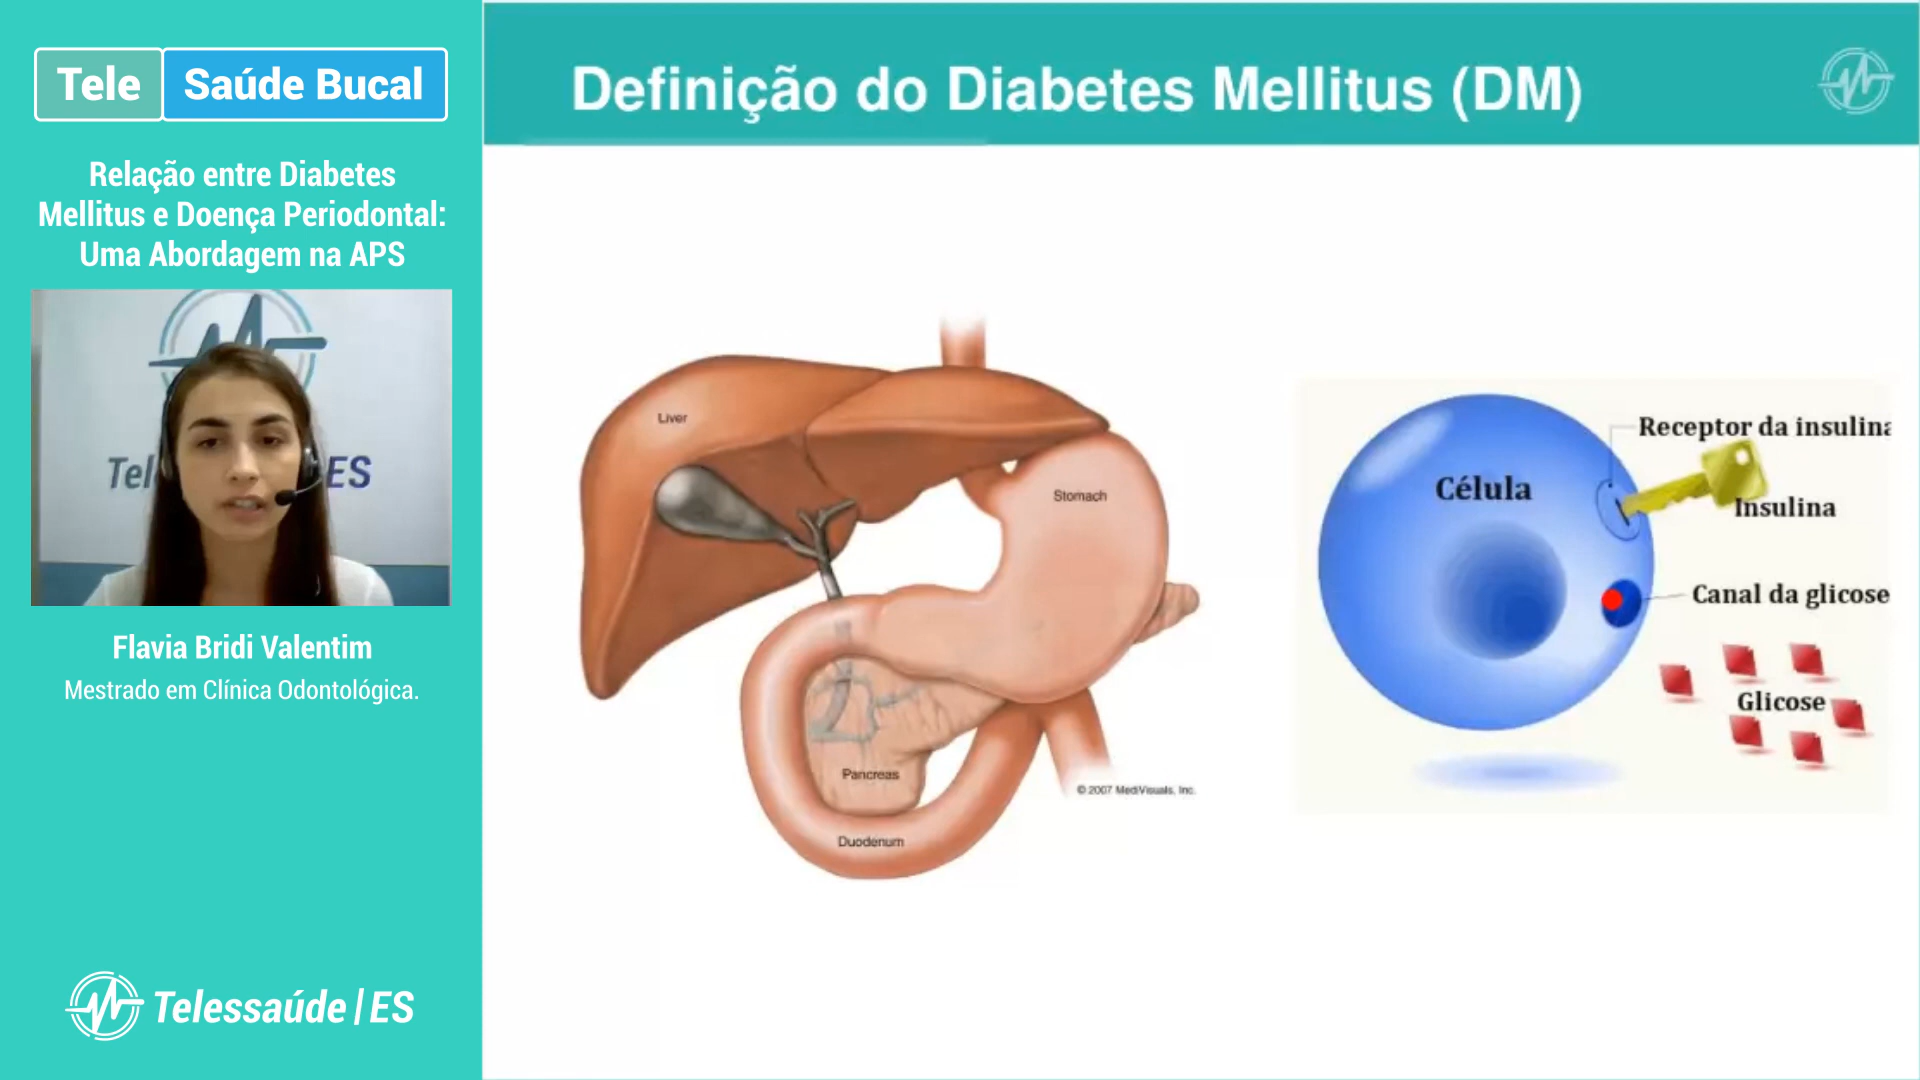 Tele Saúde Bucal
Relação entre Diabetes
Mellitus e Doença Periodontal:
Uma Abordagem na APS
Tel ES
Flavia Bridi Valentim
Mestrado em Clínica Odontológica.
Telessaúde|ES
Definição do Diabetes Mellitus (DM)
Liver
Stomach
Pancreas
Duodenum
© 2007 MediVisuals, Inc.
Receptor da insulina
Célula
Insulina
Canal da glicose
Glicose